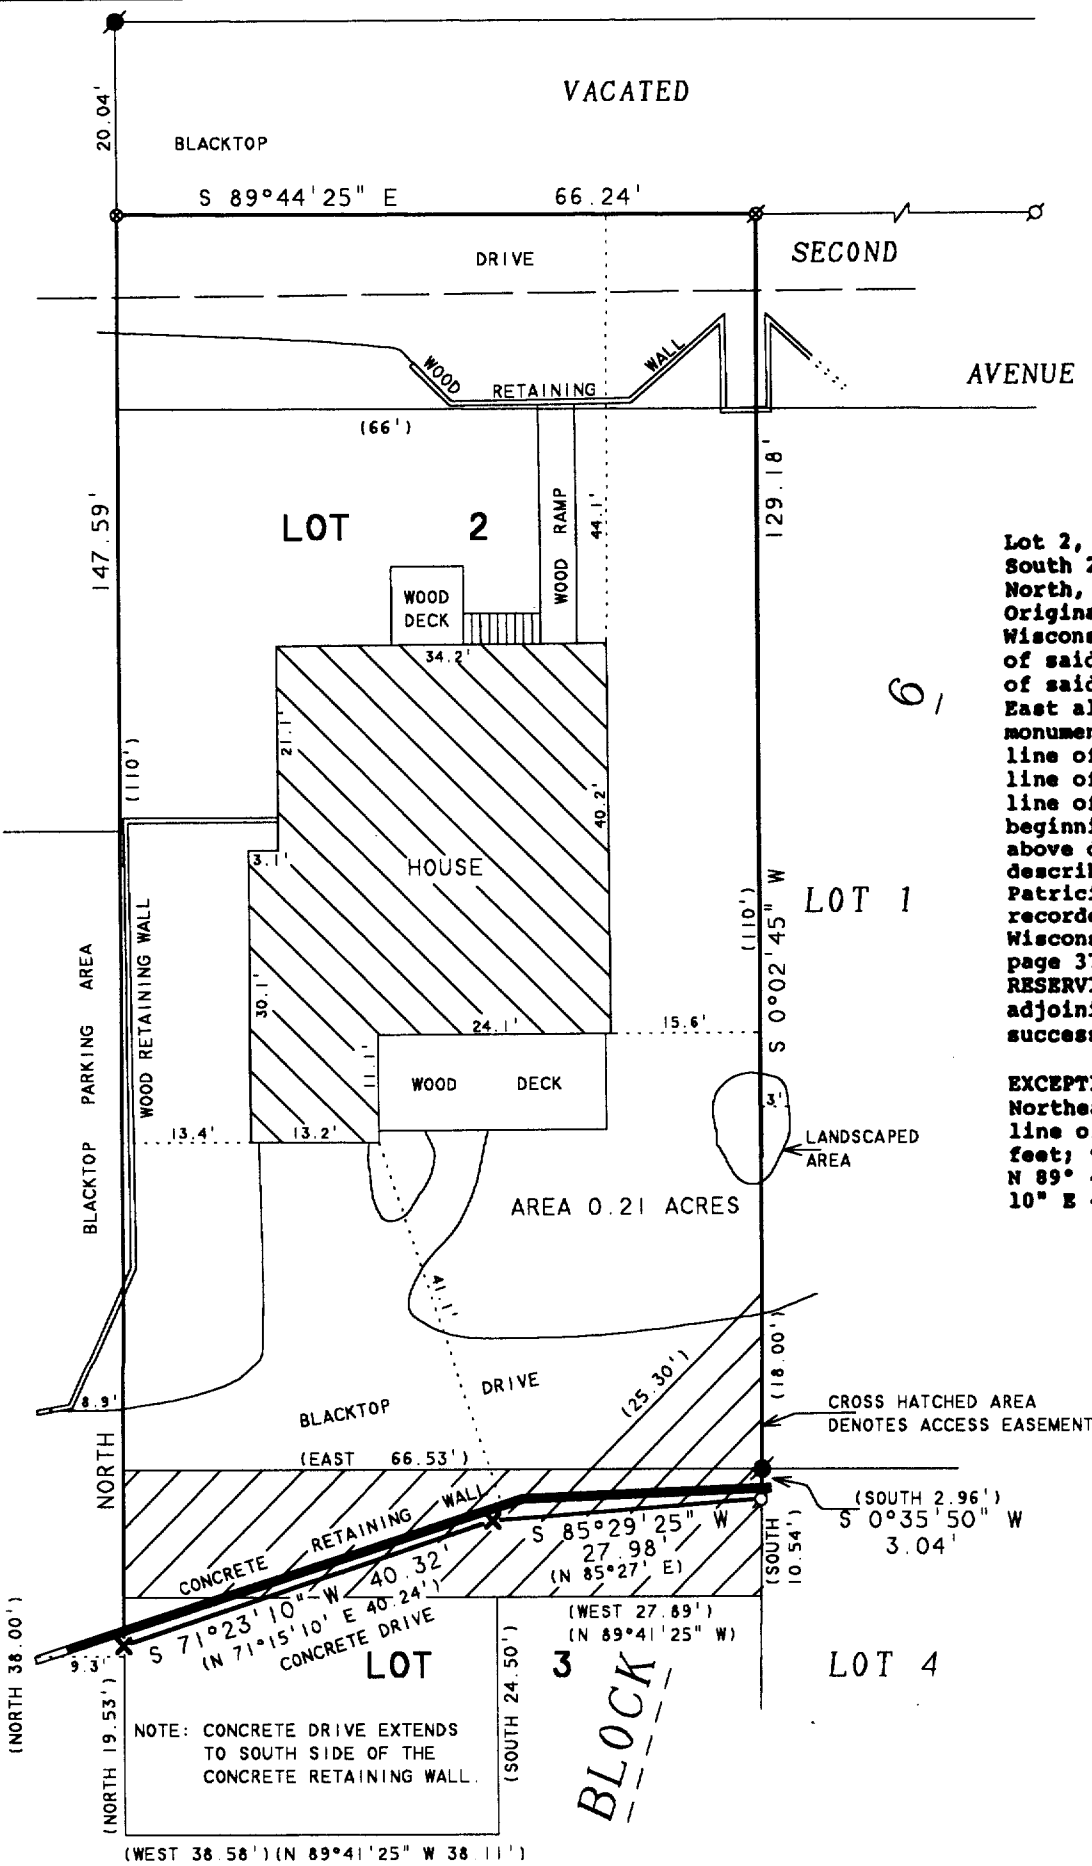 VACATED
20.04'
BLACKTOP
S 89°44'25" E 66.24'
DRIVE
SECOND
WOOD RETAINING WALL
AVENUE
(66')
147.59'
129.18'
LOT 2
WOOD RAMP
44.1'
WOOD
DECK
34.2'
21.1'
(110')
40.2'
3.1'
HOUSE
6
(110')
S 0°02'45" W
LOT 1
BLACKTOP PARKING AREA
WOOD RETAINING WALL
30.1'
24.1'
15.6'
11.1'
WOOD DECK
3'
13.4'
13.2'
LANDSCAPED
AREA
AREA 0.21 ACRES
41.1'
8.9'
DRIVE
BLACKTOP
(25.30')
(18.00')
CROSS HATCHED AREA
DENOTES ACCESS EASEMENT
NORTH
(EAST 66.53')
CONCRETE RETAINING WALL
(SOUTH 2.96')
S 0°35'50" W
3.04'
S 85°29'25" W
27.98'
(N 85°27' E)
(SOUTH 10.54')
S 71°23'10" W 40.32'
(N 71°15'10' E 40.24')
CONCRETE DRIVE
(WEST 27.89')
(N 89°41'25" W)
9.3'
LOT 3
LOT 4
(NORTH 38.00')
(NORTH 19.53')
(SOUTH 24.50')
BLOCK
NOTE: CONCRETE DRIVE EXTENDS
TO SOUTH SIDE OF THE
CONCRETE RETAINING WALL.
(WEST 38.58') (N 89°41'25" W 38.11')
Lot 2,
South 2
North,
Origina
Wiscons
of said
of said
East al
monumen
line of
line of
line of
beginni
above d
describ
Patrici
recorde
Wiscons
page 37
RESERVI
adjoini
success
EXCEPTI
Northea
line o
feet;
N 89°
10" E